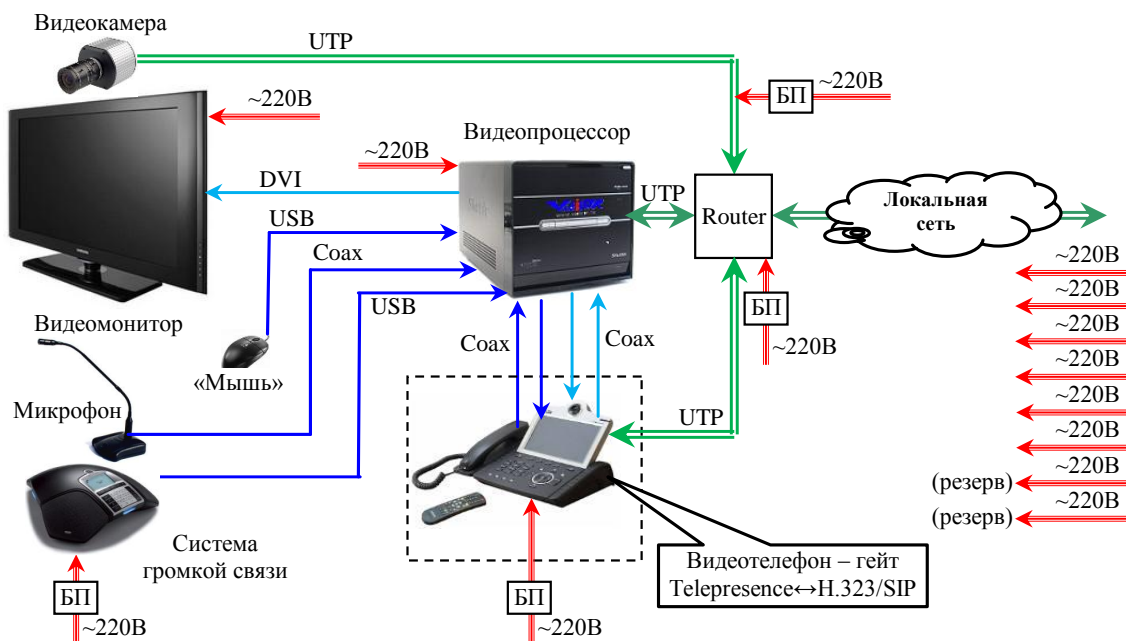 Видеокамера
UTP
~220В
БП
~220В
Видеопроцессор
~220В
DVI
UTP
Router
Локальная
сеть
USB
Coax
USB
~220В
~220В
~220В
~220В
~220В
~220В
~220В
(резерв)
~220В
(резерв)
Видеомонитор
«Мышь»
Coax
Coax
БП
~220В
Микрофон
UTP
Система
громкой связи
БП
~220В
БП
~220В
Видеотелефон – гейт
Telepresence↔H.323/SIP